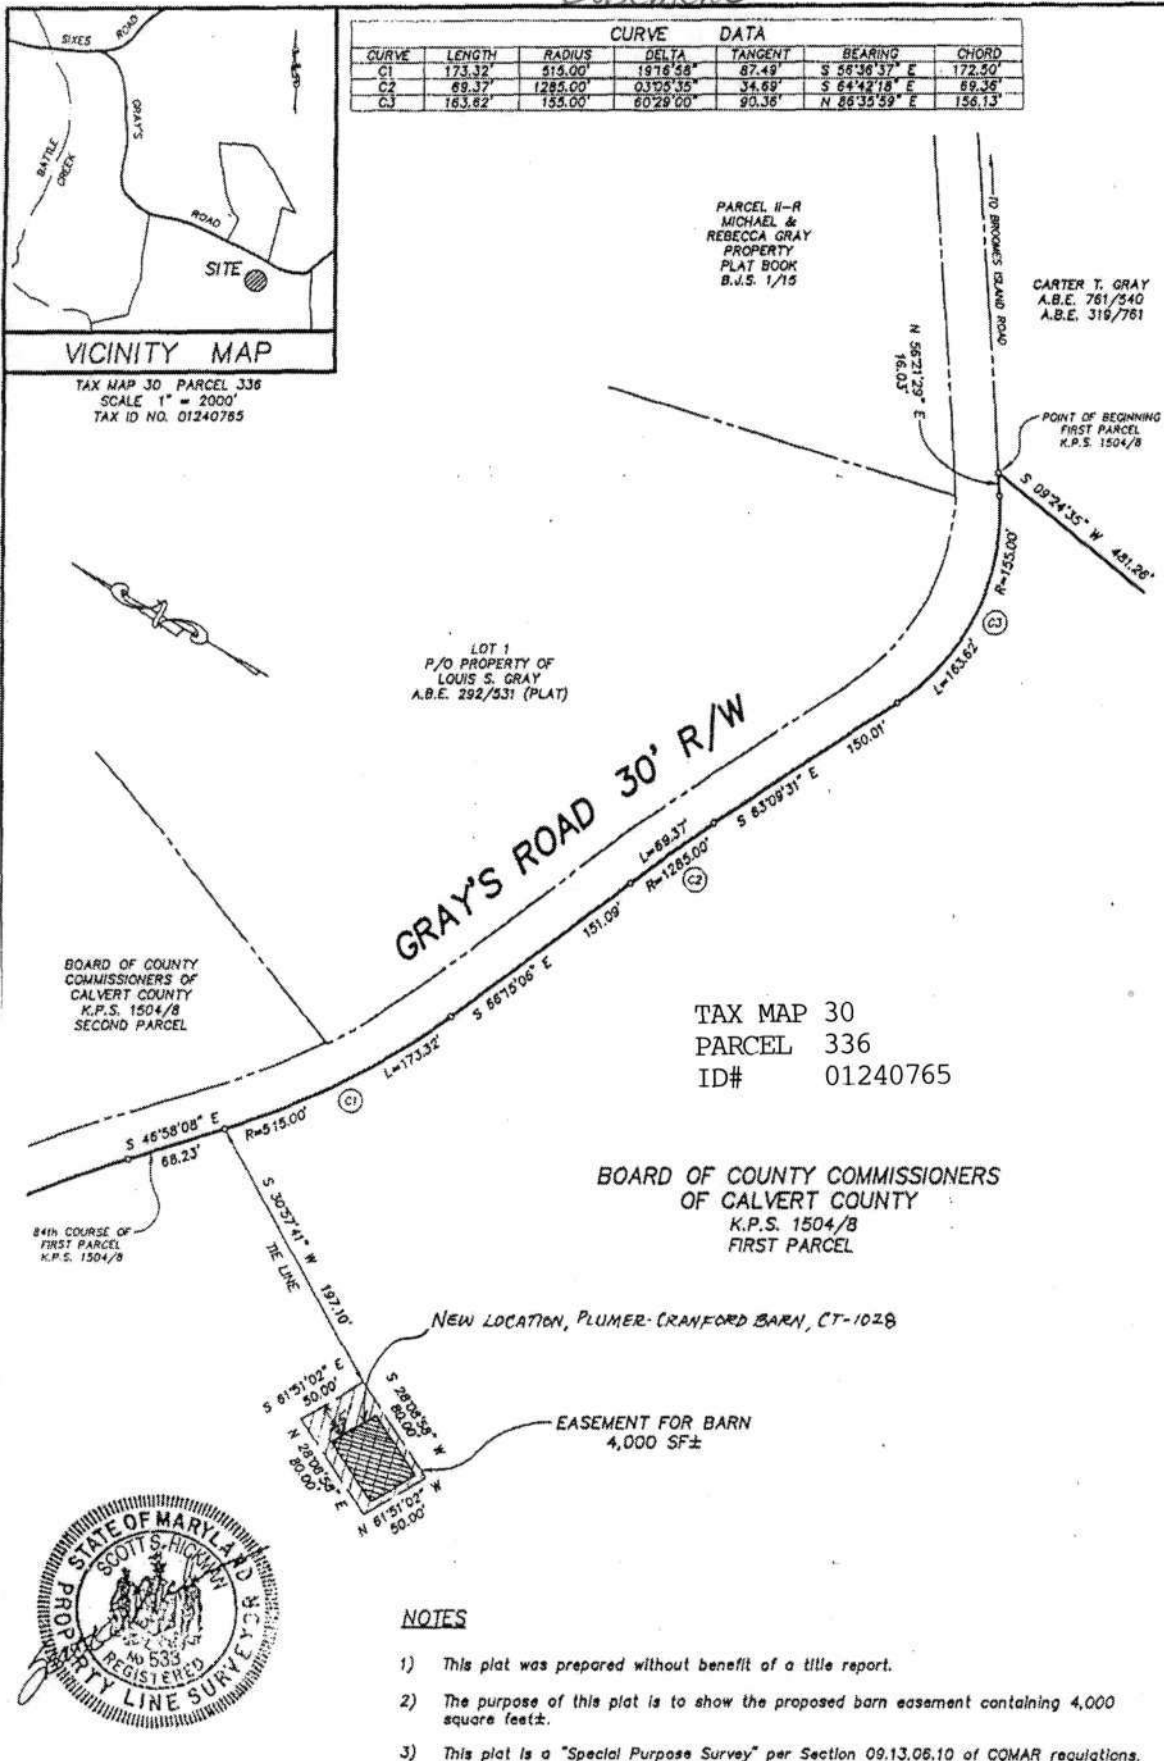 SIXES ROAD
GRAY'S
BATTLE
CREEK
ROAD
SITE
VICINITY MAP
TAX MAP 30 PARCEL 336
SCALE 1" = 2000'
TAX ID NO. 01240765
CURVE DATA
CURVE LENGTH RADIUS DELTA TANGENT BEARING CHORD
C1 173.32' 515.00' 19°16'58" 87.49' S 56°36'37" E 172.50'
C2 69.37' 1285.00' 03°05'35" 34.69' S 64°42'18" E 69.36'
C3 163.62' 155.00' 60°29'00" 90.36' N 86°35'59" E 156.13'
PARCEL II-R
MICHAEL &
REBECCA GRAY
PROPERTY
PLAT BOOK
B.J.S. 1/15
TO BROOMES ISLAND ROAD
CARTER T. GRAY
A.B.E. 761/540
A.B.E. 319/761
N 56°21'29" E
16.03'
POINT OF BEGINNING
FIRST PARCEL
K.P.S. 1504/8
S 09°24'35" W 481.26'
R=155.00'
C3
L=163.62'
LOT 1
P/O PROPERTY OF
LOUIS S. GRAY
A.B.E. 292/531 (PLAT)
GRAY'S ROAD 30' R/W
150.01'
S 63°09'31" E
L=69.37'
R=1285.00'
C2
151.09'
S 66°15'06" E
BOARD OF COUNTY
COMMISSIONERS OF
CALVERT COUNTY
K.P.S. 1504/8
SECOND PARCEL
TAX MAP 30
PARCEL 336
ID# 01240765
L=173.32'
C1
R=515.00'
S 46°58'08" E
68.23'
84th COURSE OF
FIRST PARCEL
K.P.S. 1504/8
BOARD OF COUNTY COMMISSIONERS
OF CALVERT COUNTY
K.P.S. 1504/8
FIRST PARCEL
S 30°57'41" W 197.10'
TIE LINE
NEW LOCATION, PLUMER-CRANFORD BARN, CT-1028
S 61°51'02" E
50.00'
S 28°08'58" W
80.00'
N 28°08'58" E
80.00'
N 61°51'02" W
50.00'
EASEMENT FOR BARN
4,000 SF±
STATE OF MARYLAND
PROPERTY LINE SURVEYOR
SCOTT S. HICKMAN
No 533
REGISTERED
NOTES
1) This plat was prepared without benefit of a title report.
2) The purpose of this plat is to show the proposed barn easement containing 4,000
square feet±.
3) This plat is a "Special Purpose Survey" per Section 09.13.06.10 of COMAR regulations.